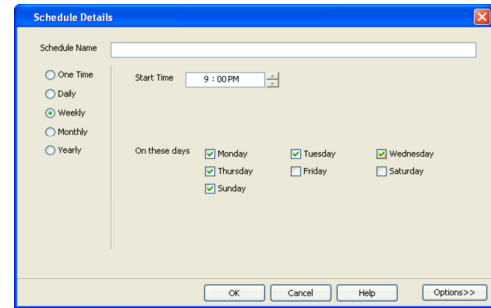 Schedule Details
Schedule Name
One Time
Start Time 9 : 00 PM
Daily
Weekly
Monthly
Yearly
On these days Monday Tuesday Wednesday
Thursday Friday Saturday
Sunday
OK Cancel Help Options>>